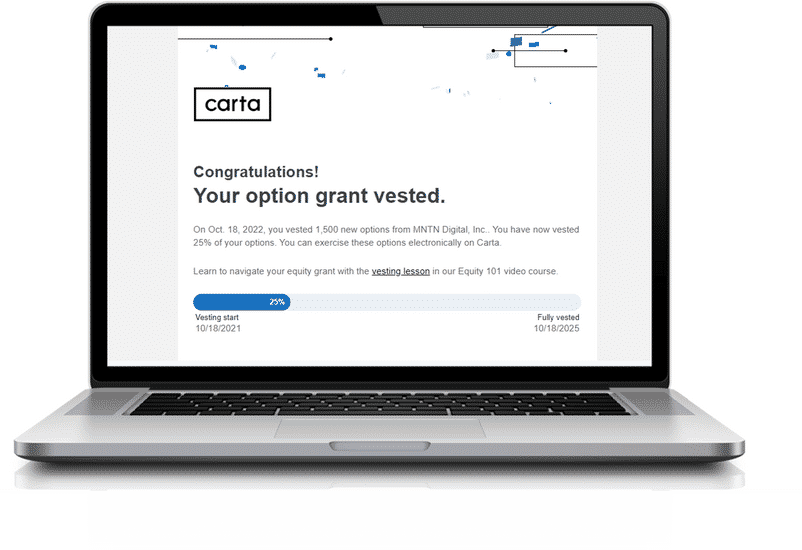 carta
Congratulations!
Your option grant vested.
On Oct. 18, 2022, you vested 1,500 new options from MNTN Digital, Inc.. You have now vested
25% of your options. You can exercise these options electronically on Carta.
Learn to navigate your equity grant with the vesting lesson in our Equity 101 video course.
25%
Vesting start
Fully vested
10/18/2021
10/18/2025